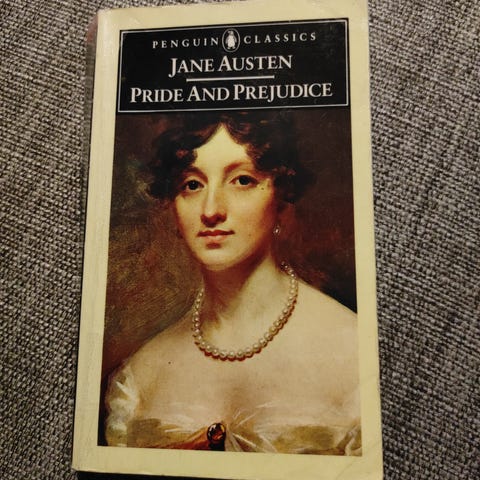 PENGUIN CLASSICS
JANE AUSTEN
PRIDE AND PREJUDICE